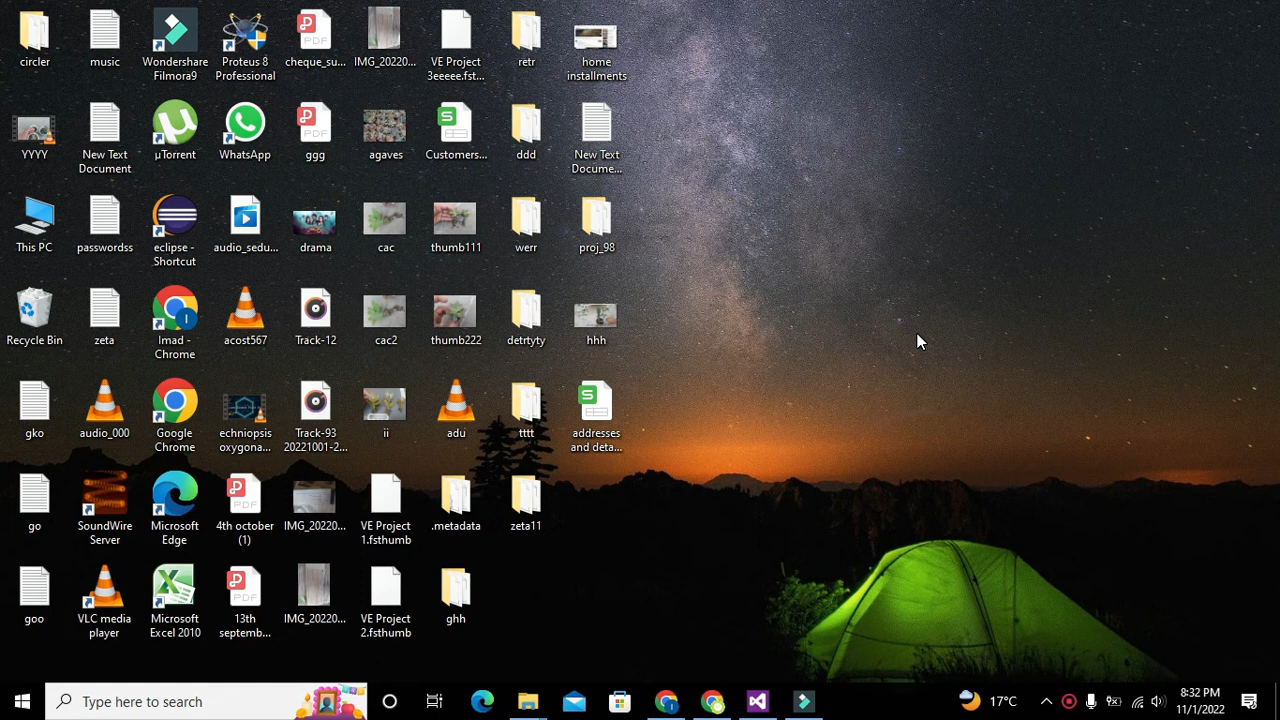 circler
music
Wondershare
Filmora9
Proteus 8
Professional
cheque_su...
IMG_20220...
VE Project
3eeeee.fst...
retr
home
installments
YYYY
New Text
Document
µTorrent
WhatsApp
ggg
agaves
Customers...
ddd
New Text
Docume...
This PC
passwordss
eclipse -
Shortcut
audio_sedu...
drama
cac
thumb111
werr
proj_98
Recycle Bin
zeta
Imad -
Chrome
acost567
Track-12
cac2
thumb222
detrtyty
hhh
gko
audio_000
Google
Chrome
echniopsis
oxygona...
Track-93
20221001-2...
ii
adu
tttt
addresses
and deta...
go
SoundWire
Server
Microsoft
Edge
4th october
(1)
IMG_20220...
VE Project
1.fsthumb
.metadata
zeta11
goo
VLC media
player
Microsoft
Excel 2010
13th
septemb...
IMG_20220...
VE Project
2.fsthumb
ghh
Type here to search
17°C
8:32 PM
11/1/2022